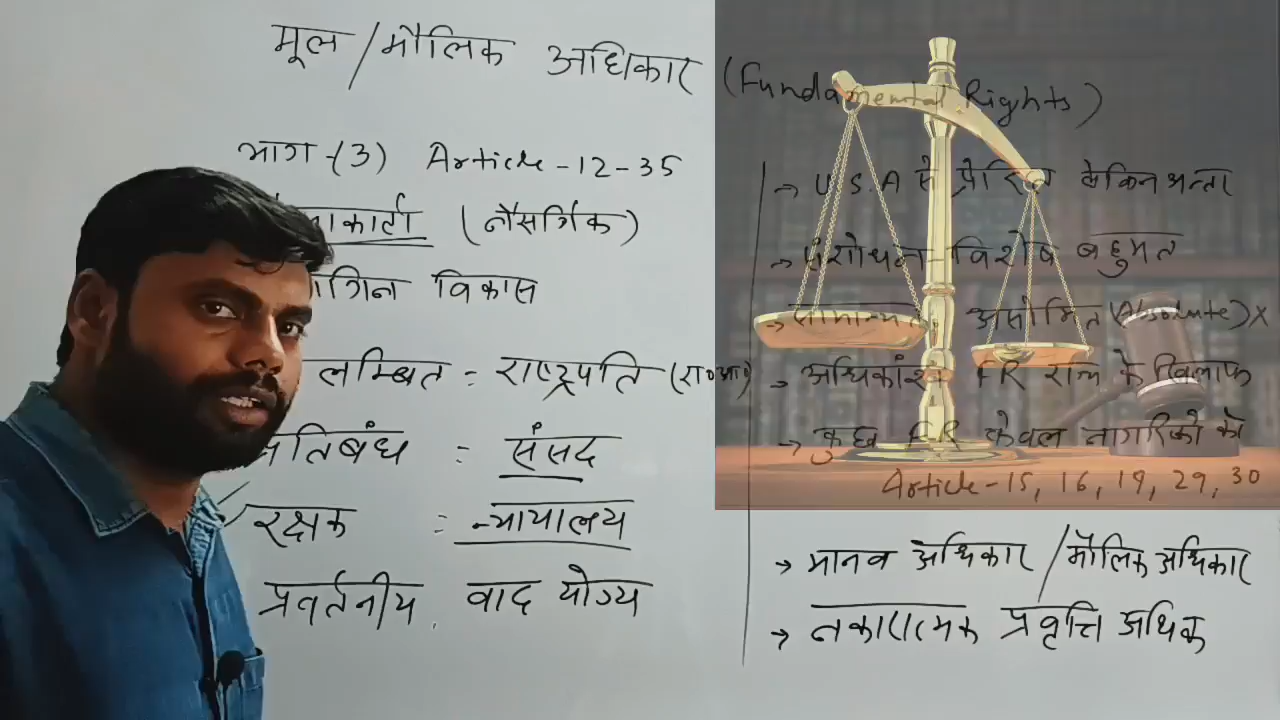 मूल / मौलिक अधिकार (Fundamental Rights)
भाग-(3) Article-12-35
(नैसर्गिक)
विकास
लम्बित = राष्ट्रपति (रा०आ०)
प्रतिबंध = संसद
रक्षक = न्यायालय
प्रवर्तनीय, वाद योग्य
→ U.S.A से प्रेरित लेकिन अन्तर
→ संशोधन-विशेष बहुमत
→ असीमित (Absolute) ×
→ अधिकांश FR राज्य के खिलाफ
→ कुछ FR केवल नागरिकों को
Article-15, 16, 19, 29, 30
→ मानव अधिकार / मौलिक अधिकार
→ नकारात्मक प्रवृत्ति अधिक